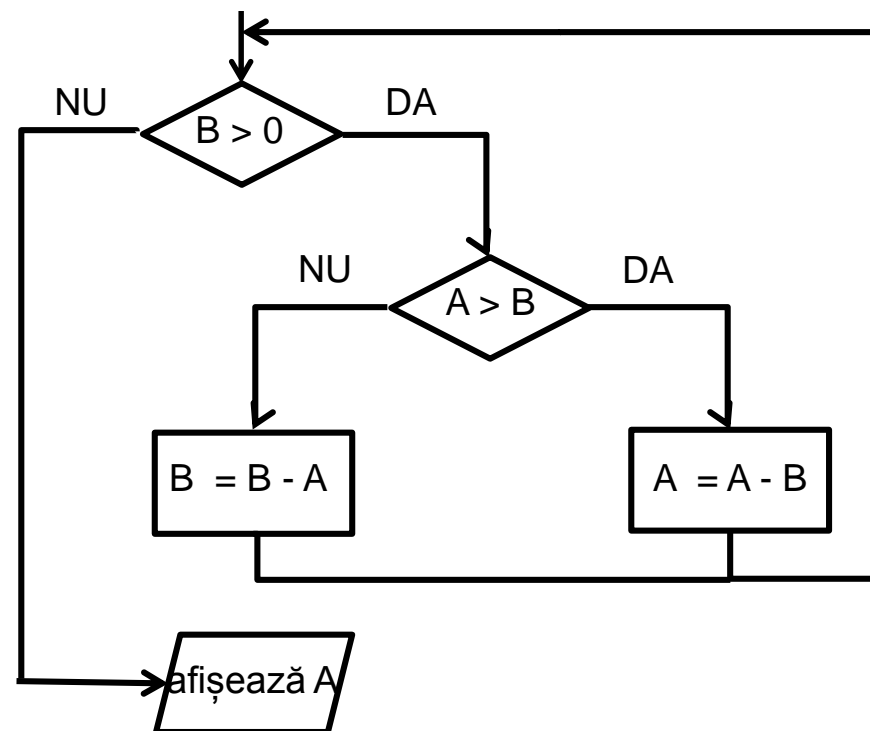 NU
DA
B > 0
NU
DA
A > B
B = B - A
A = A - B
afișează A